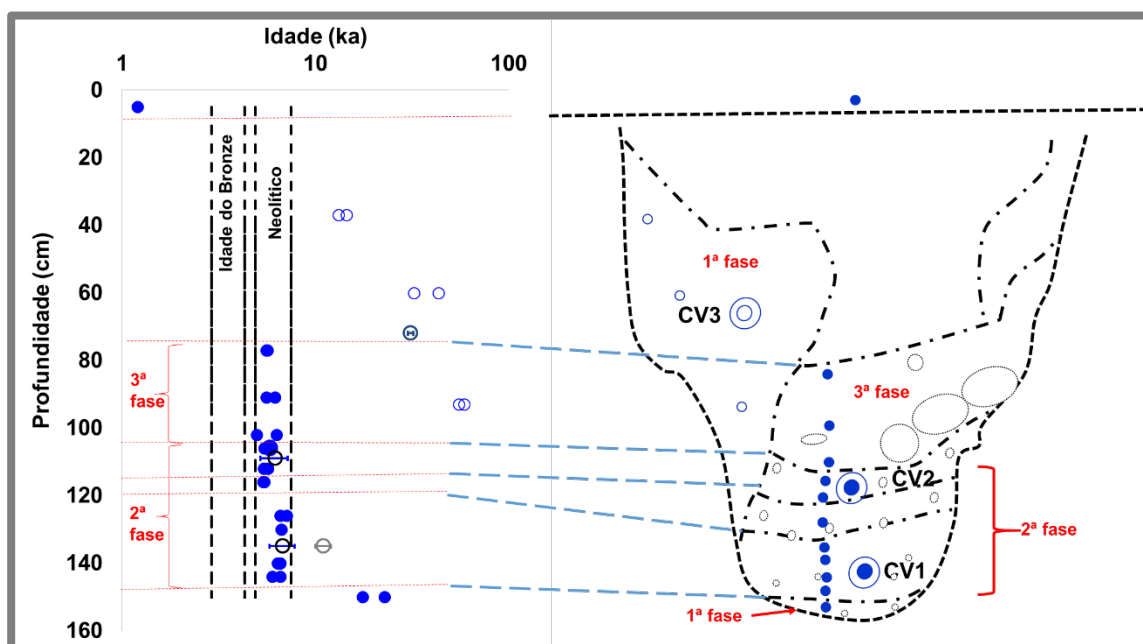 Idade (ka)
1
10
100
Profundidade (cm)
0
20
40
60
80
100
120
140
160
Idade do Bronze
Neolítico
3ª
fase
2ª
fase
1ª fase
CV3
3ª fase
CV2
2ª fase
CV1
1ª fase